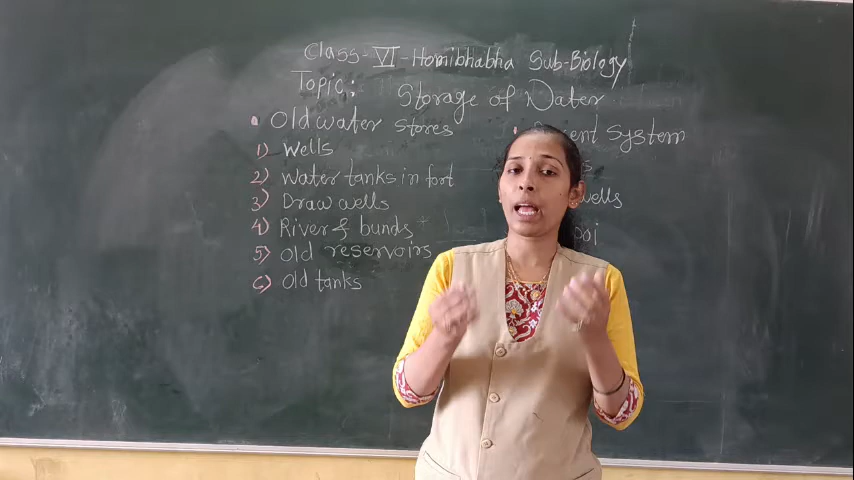 Class-VI-Homibhabha Sub-Biology
Topic: Storage of Water
• Old water stores
1) Wells
2) Water tanks in fort
3) Draw wells
4) River & bunds
5) Old reservoirs
6) Old tanks
• System
wells